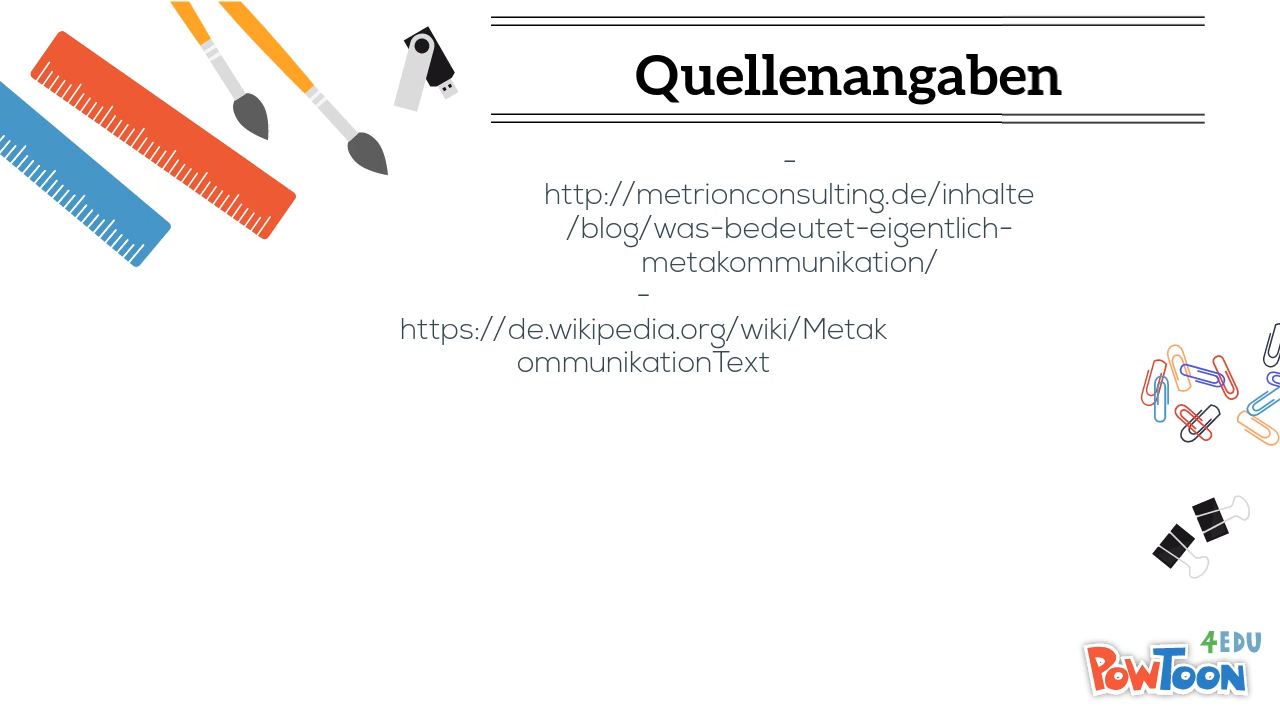 Quellenangaben
-
http://metrionconsulting.de/inhalte
/blog/was-bedeutet-eigentlich-
metakommunikation/
-
https://de.wikipedia.org/wiki/Metak
ommunikationText
4EDU
POWTOON